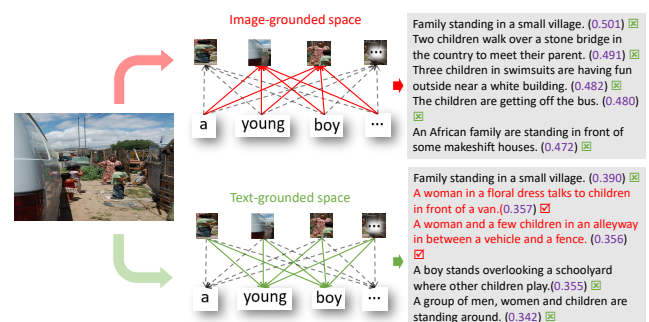 Image-grounded space
a
young
boy
...
Family standing in a small village. (0.501)
Two children walk over a stone bridge in
the country to meet their parent. (0.491)
Three children in swimsuits are having fun
outside near a white building. (0.482)
The children are getting off the bus. (0.480)
An African family are standing in front of
some makeshift houses. (0.472)
Text-grounded space
a
young
boy
...
Family standing in a small village. (0.390)
A woman in a floral dress talks to children
in front of a van.(0.357)
A woman and a few children in an alleyway
in between a vehicle and a fence. (0.356)
A boy stands overlooking a schoolyard
where other children play.(0.355)
A group of men, women and children are
standing around. (0.342)